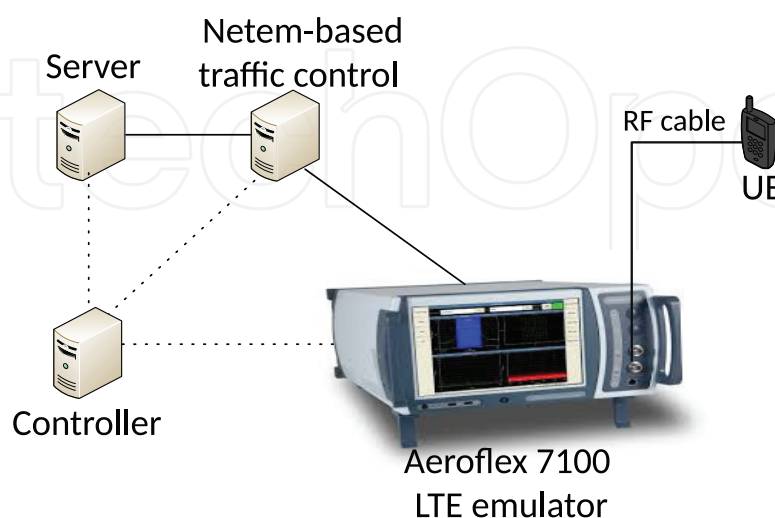 Netem-based
traffic control
Server
RF cable
UE
Controller
Aeroflex 7100
LTE emulator